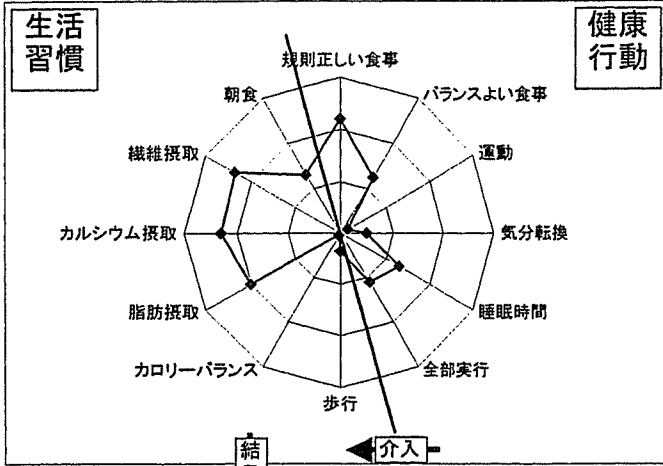 生活
習慣
健康
行動
規則正しい食事
朝食
バランスよい食事
繊維摂取
運動
カルシウム摂取
気分転換
脂肪摂取
睡眠時間
カロリーバランス
全部実行
歩行
結
介入